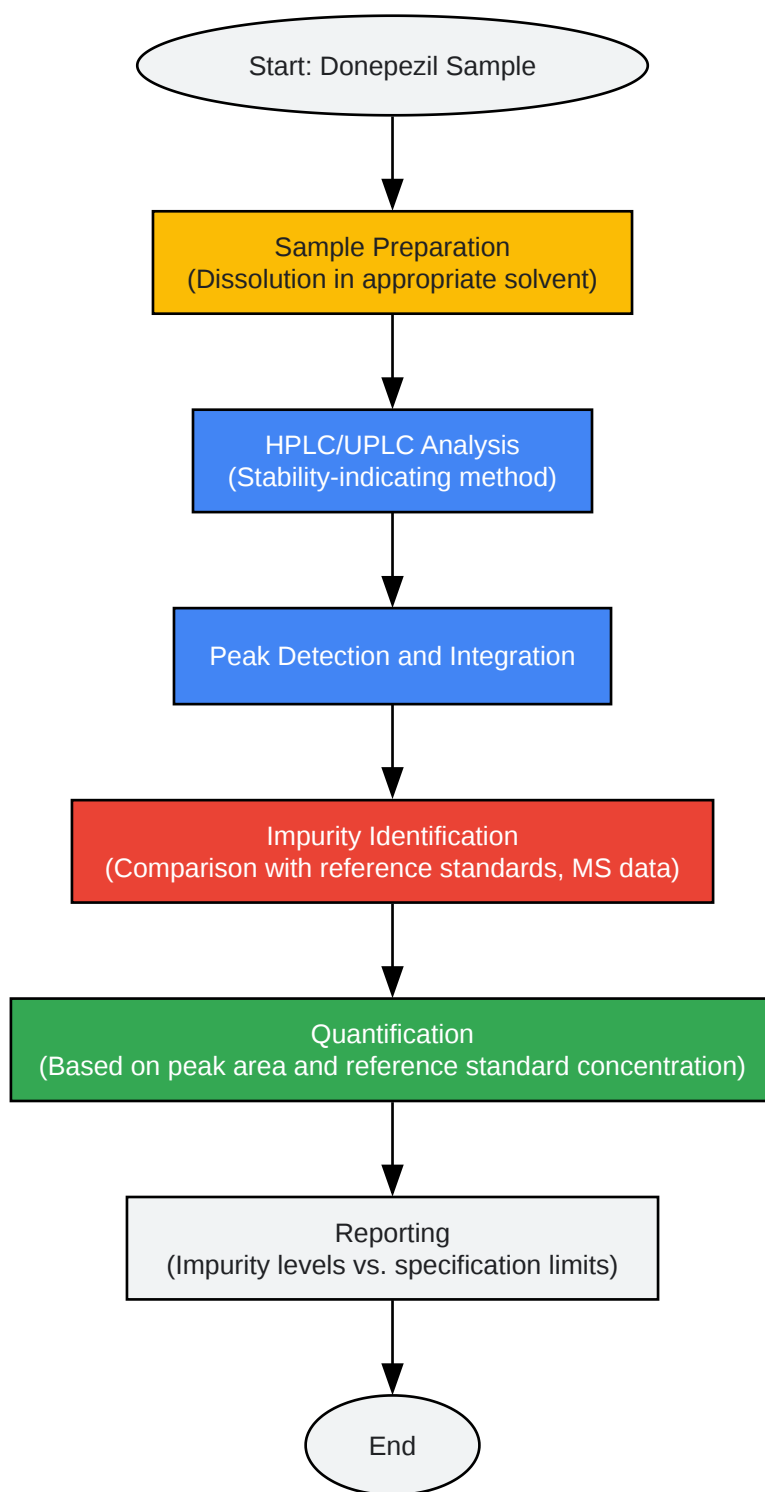 Start: Donepezil Sample
Sample Preparation
(Dissolution in appropriate solvent)
HPLC/UPLC Analysis
(Stability-indicating method)
Peak Detection and Integration
Impurity Identification
(Comparison with reference standards, MS data)
Quantification
(Based on peak area and reference standard concentration)
Reporting
(Impurity levels vs. specification limits)
End